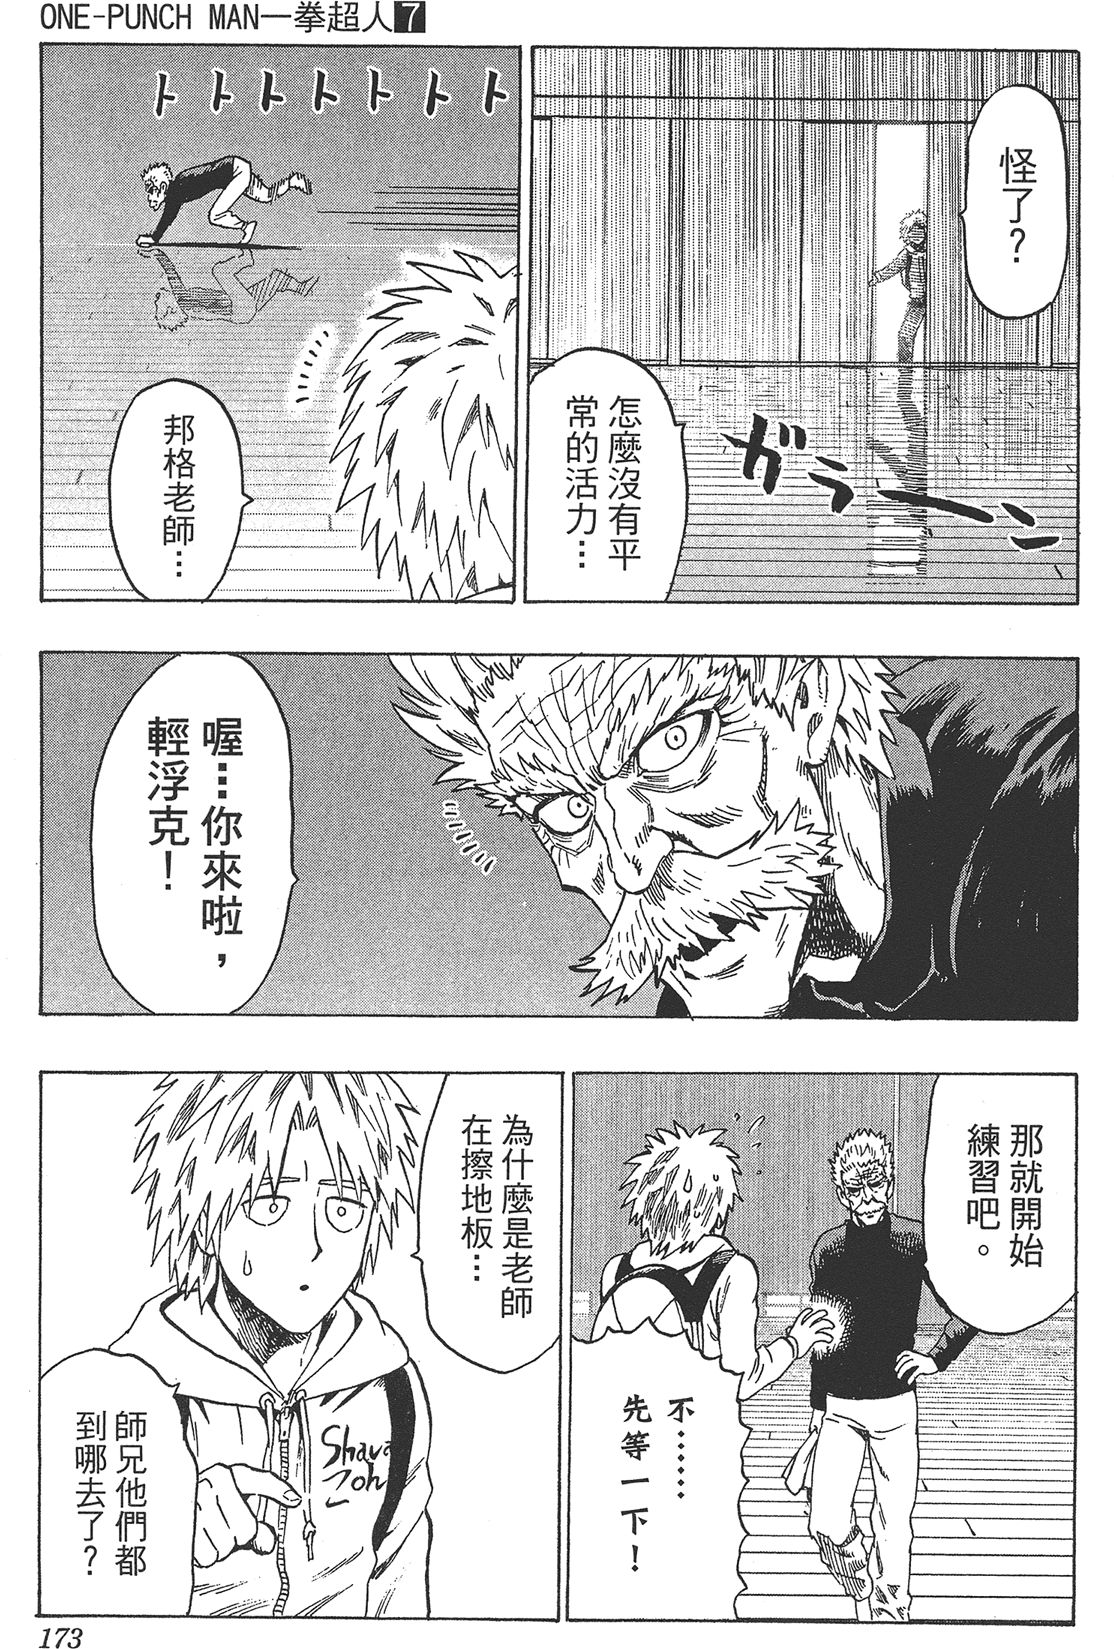 ONE-PUNCH MAN一拳超人7
怪了?
ガラーン
怎麼沒有平
常的活力…
トトトトトトト
邦格老師…
喔…你來啦，
輕浮克！
那就開始
練習吧。
不………
先等一下！
為什麼是老師
在擦地板…
師兄他們都
到哪去了?
173